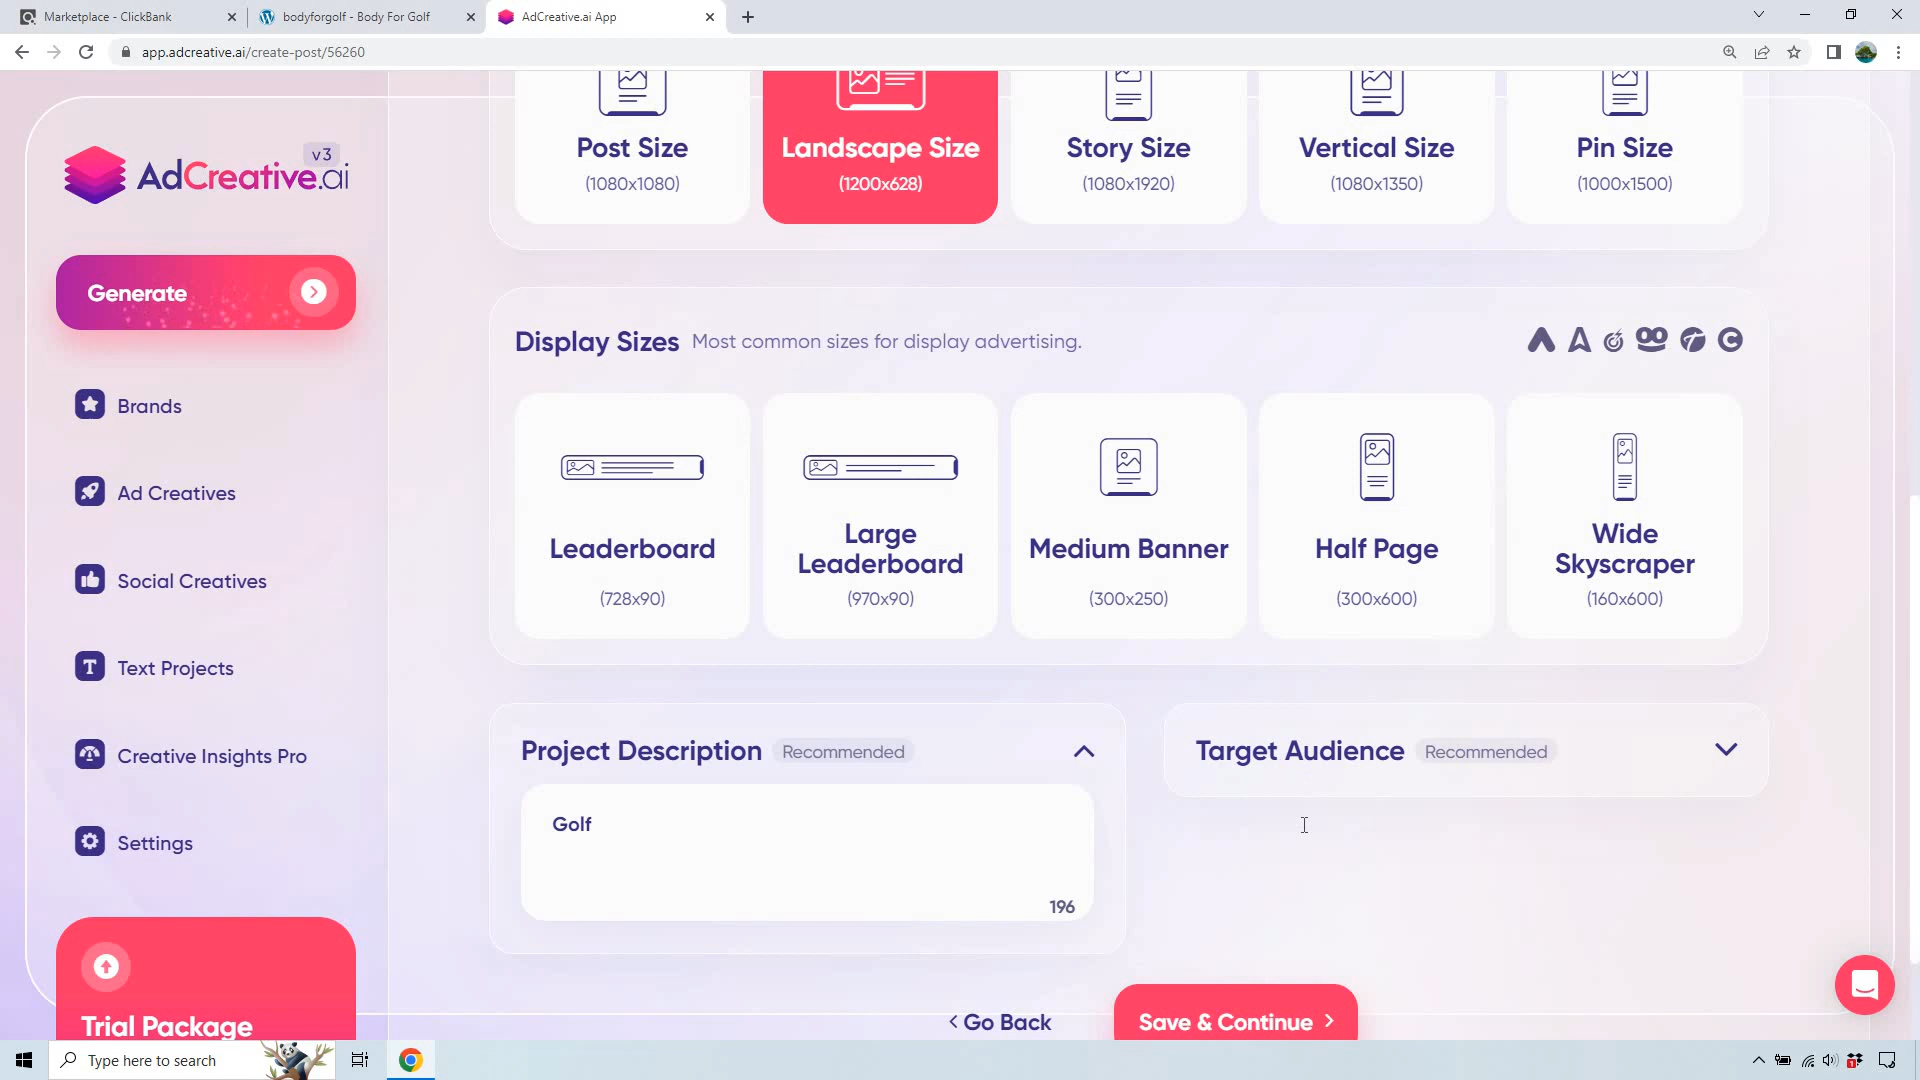 Marketplace - ClickBank
bodyforgolf - Body For Golf
AdCreative.ai App
app.adcreative.ai/create-post/56260
v3
AdCreative.ai
Generate
Brands
Ad Creatives
Social Creatives
Text Projects
Creative Insights Pro
Settings
Trial Package
Post Size
(1080x1080)
Landscape Size
(1200x628)
Story Size
(1080x1920)
Vertical Size
(1080x1350)
Pin Size
(1000x1500)
Display Sizes Most common sizes for display advertising.
Leaderboard
(728x90)
Large
Leaderboard
(970x90)
Medium Banner
(300x250)
Half Page
(300x600)
Wide
Skyscraper
(160x600)
Project Description Recommended
Golf
196
Target Audience Recommended
Go Back
Save & Continue
Type here to search